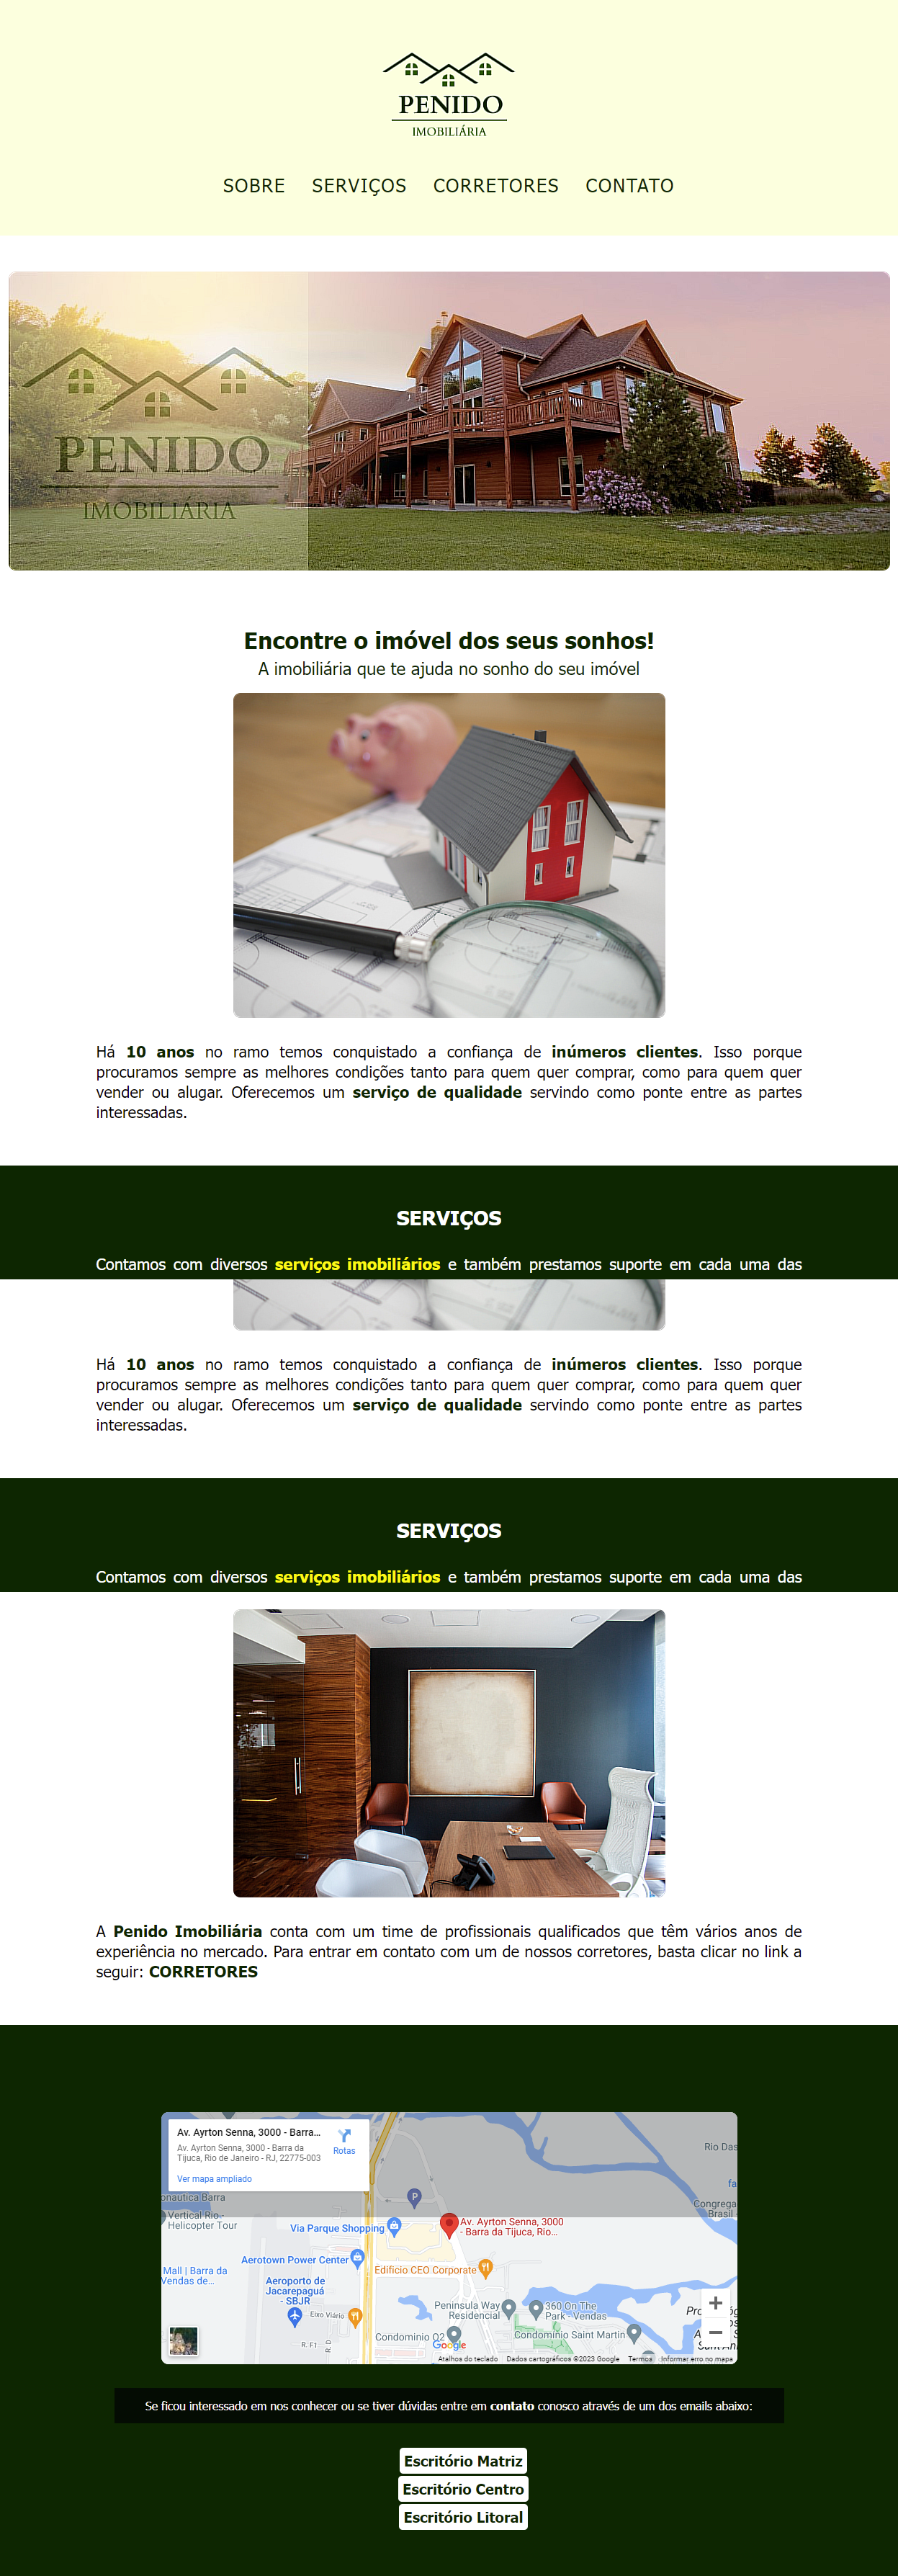 PENIDO
IMOBILIÁRIA
SOBRE SERVIÇOS CORRETORES CONTATO
PENIDO
IMOBILIÁRIA
Encontre o imóvel dos seus sonhos!
A imobiliária que te ajuda no sonho do seu imóvel
Há 10 anos no ramo temos conquistado a confiança de inúmeros clientes. Isso porque
procuramos sempre as melhores condições tanto para quem quer comprar, como para quem quer
vender ou alugar. Oferecemos um serviço de qualidade servindo como ponte entre as partes
interessadas.
SERVIÇOS
Contamos com diversos serviços imobiliários e também prestamos suporte em cada uma das
Há 10 anos no ramo temos conquistado a confiança de inúmeros clientes. Isso porque
procuramos sempre as melhores condições tanto para quem quer comprar, como para quem quer
vender ou alugar. Oferecemos um serviço de qualidade servindo como ponte entre as partes
interessadas.
SERVIÇOS
Contamos com diversos serviços imobiliários e também prestamos suporte em cada uma das
A Penido Imobiliária conta com um time de profissionais qualificados que têm vários anos de
experiência no mercado. Para entrar em contato com um de nossos corretores, basta clicar no link a
seguir: CORRETORES
Av. Ayrton Senna, 3000 - Barra...
Av. Ayrton Senna, 3000 - Barra da
Tijuca, Rio de Janeiro - RJ, 22775-003
Rotas
Ver mapa ampliado
Rio Das
fa
Barra
Vertical Rio -
Helicopter Tour
P
Congrega
Brasil
Via Parque Shopping
Av. Ayrton Senna, 3000
- Barra da Tijuca, Rio...
Aerotown Power Center
Edificio CEO Corporate
Mall | Barra da
Vendas de...
Aeroporto de
Jacarepaguá
- SBJR
Eixo Viário
R. F1
R. D
Peninsula Way
Residencial
360 On The
Park - Vendas
Condominio O2
Condomínio Saint Martin
Google
Atalhos do teclado Dados cartográficos ©2023 Google Termos Informar erro no mapa
Se ficou interessado em nos conhecer ou se tiver dúvidas entre em contato conosco através de um dos emails abaixo:
Escritório Matriz
Escritório Centro
Escritório Litoral